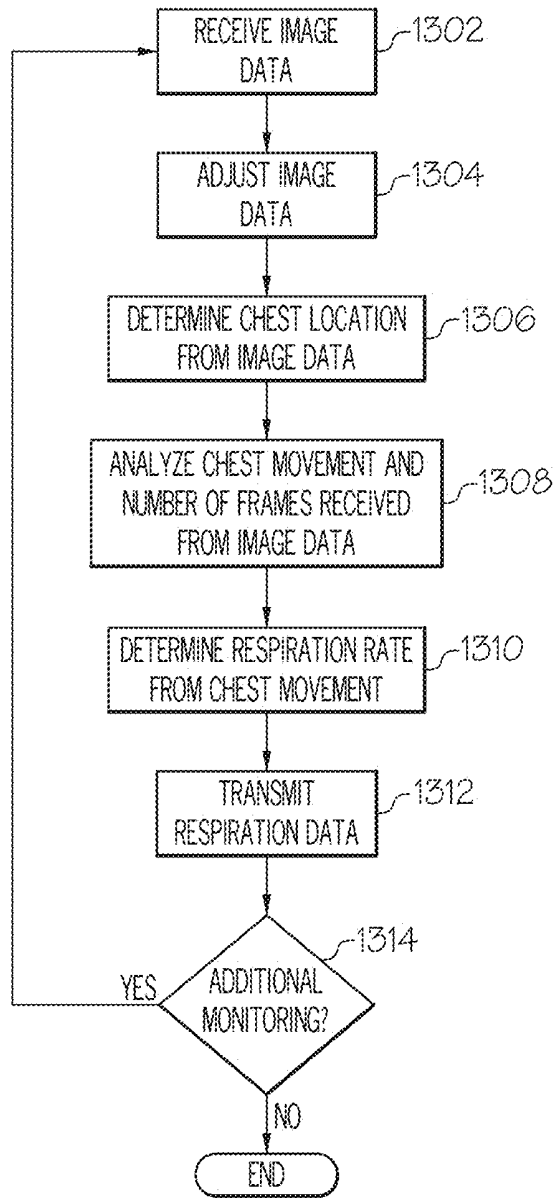 RECEIVE IMAGE
DATA
1302
ADJUST IMAGE
DATA
1304
DETERMINE CHEST LOCATION
FROM IMAGE DATA
1306
ANALYZE CHEST MOVEMENT AND
NUMBER OF FRAMES RECEIVED
FROM IMAGE DATA
1308
DETERMINE RESPIRATION RATE
FROM CHEST MOVEMENT
1310
TRANSMIT
RESPIRATION DATA
1312
1314
YES
ADDITIONAL
MONITORING?
NO
END